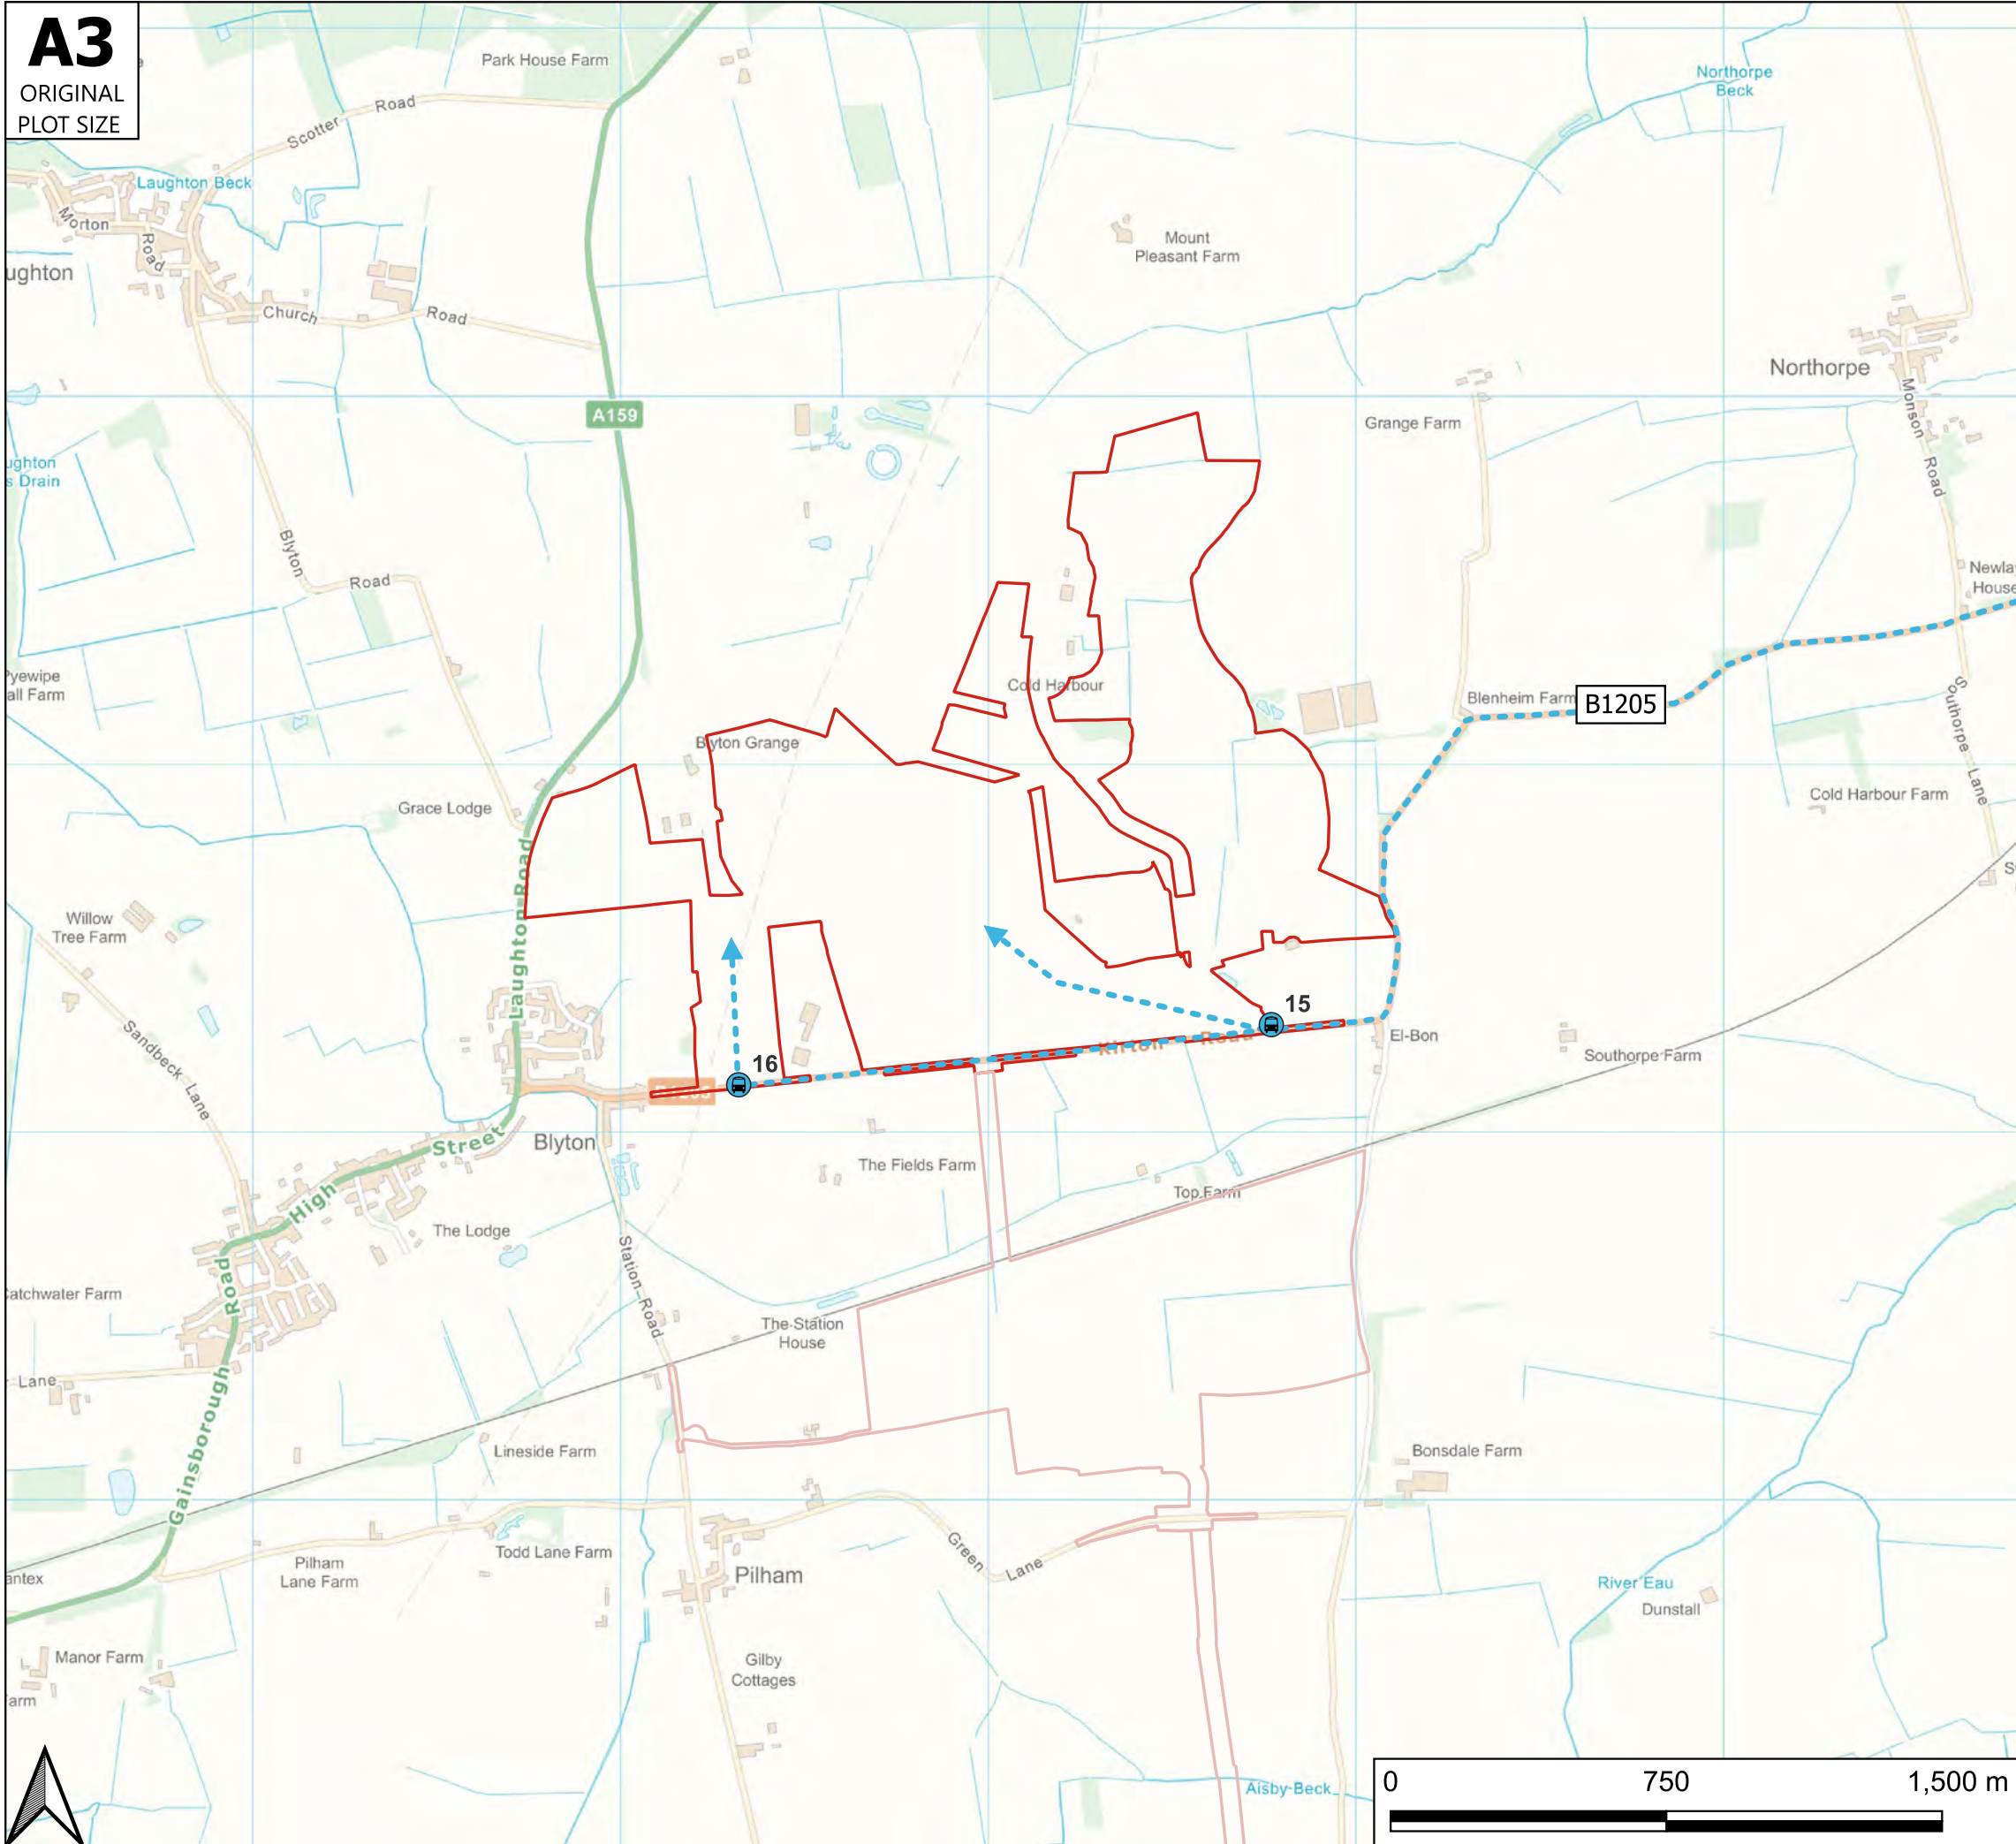 A3
ORIGINAL
PLOT SIZE
Park House Farm
Scotter
Road
Northorpe
Beck
Laughton Beck
Morton
Road
ughton
Church
Road
Mount
Pleasant Farm
Northorpe
Monson
Road
A159
Grange Farm
ughton
s Drain
Blyton
Road
Newla
House
Pyewipe
all Farm
Cold Harbour
Blenheim Farm
B1205
Southorpe
Lane
Blyton Grange
Grace Lodge
Cold Harbour Farm
Laughton Road
Willow
Tree Farm
15
Sandbeck
Lane
Kirton
Road
El-Bon
Southorpe Farm
16
High
Street
Blyton
The Fields Farm
Top Farm
The Lodge
Station Road
atchwater Farm
The Station
House
Lane
Gainsborough
Road
Lineside Farm
Bonsdale Farm
Todd Lane Farm
Pilham
Lane Farm
Pilham
Green
Lane
antex
River Eau
Dunstall
Manor Farm
Gilby
Cottages
arm
Aisby Beck
0 750 1,500 m